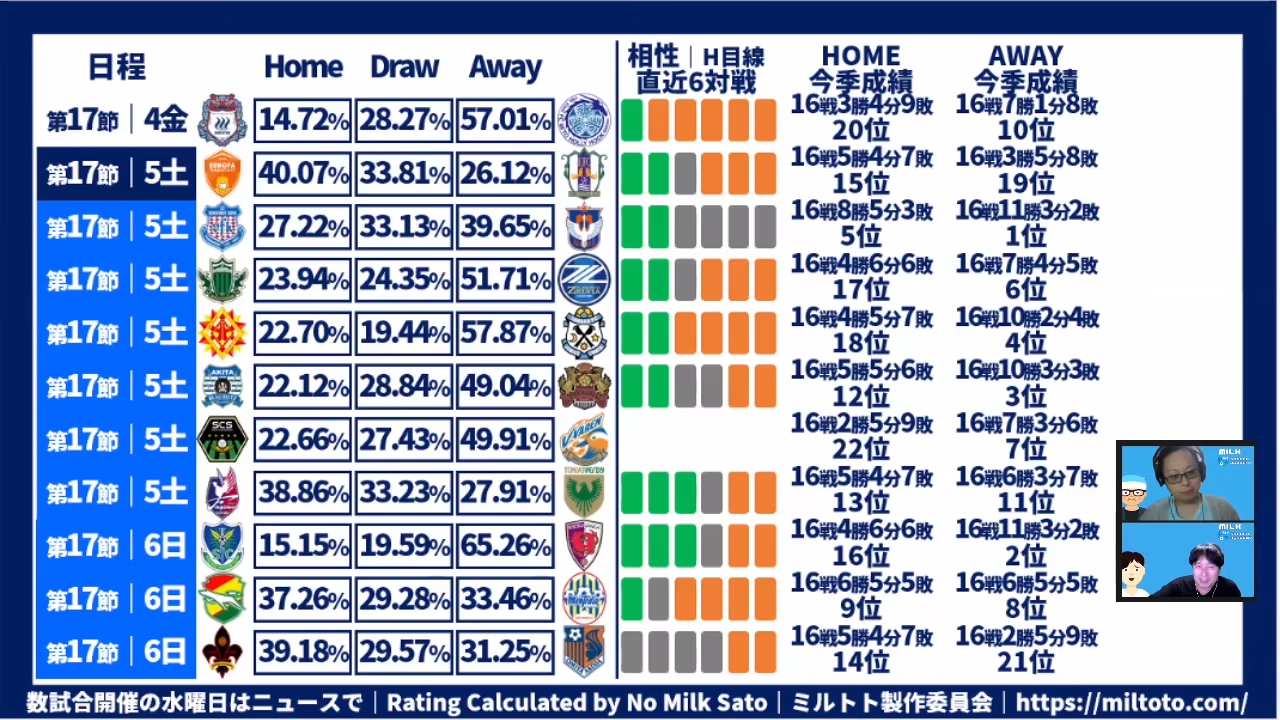 日程 Home Draw Away 相性｜H目線 直近6対戦 HOME 今季成績 AWAY 今季成績
第17節｜4金 14.72% 28.27% 57.01% 16戦3勝4分9敗 20位 16戦7勝1分8敗 10位
第17節｜5土 40.07% 33.81% 26.12% 16戦5勝4分7敗 15位 16戦3勝5分8敗 19位
第17節｜5土 27.22% 33.13% 39.65% 16戦8勝5分3敗 5位 16戦11勝3分2敗 1位
第17節｜5土 23.94% 24.35% 51.71% 16戦4勝6分6敗 17位 16戦7勝4分5敗 6位
第17節｜5土 22.70% 19.44% 57.87% 16戦4勝5分7敗 18位 16戦10勝2分4敗 4位
第17節｜5土 AKITA 22.12% 28.84% 49.04% 16戦5勝5分6敗 12位 16戦10勝3分3敗 3位
第17節｜5土 SCS 22.66% 27.43% 49.91% V·VAREN 16戦2勝5分9敗 22位 16戦7勝3分6敗 7位
第17節｜5土 38.86% 33.23% 27.91% TOKYO VERDY 16戦5勝4分7敗 13位 16戦6勝3分7敗 11位
第17節｜6日 15.15% 19.59% 65.26% 16戦4勝6分6敗 16位 16戦11勝3分2敗 2位
第17節｜6日 37.26% 29.28% 33.46% 16戦6勝5分5敗 9位 16戦6勝5分5敗 8位
第17節｜6日 39.18% 29.57% 31.25% 16戦5勝4分7敗 14位 16戦2勝5分9敗 21位
MILK
MILK
数試合開催の水曜日はニュースで｜Rating Calculated by No Milk Sato｜ミルトト製作委員会｜https://miltoto.com/